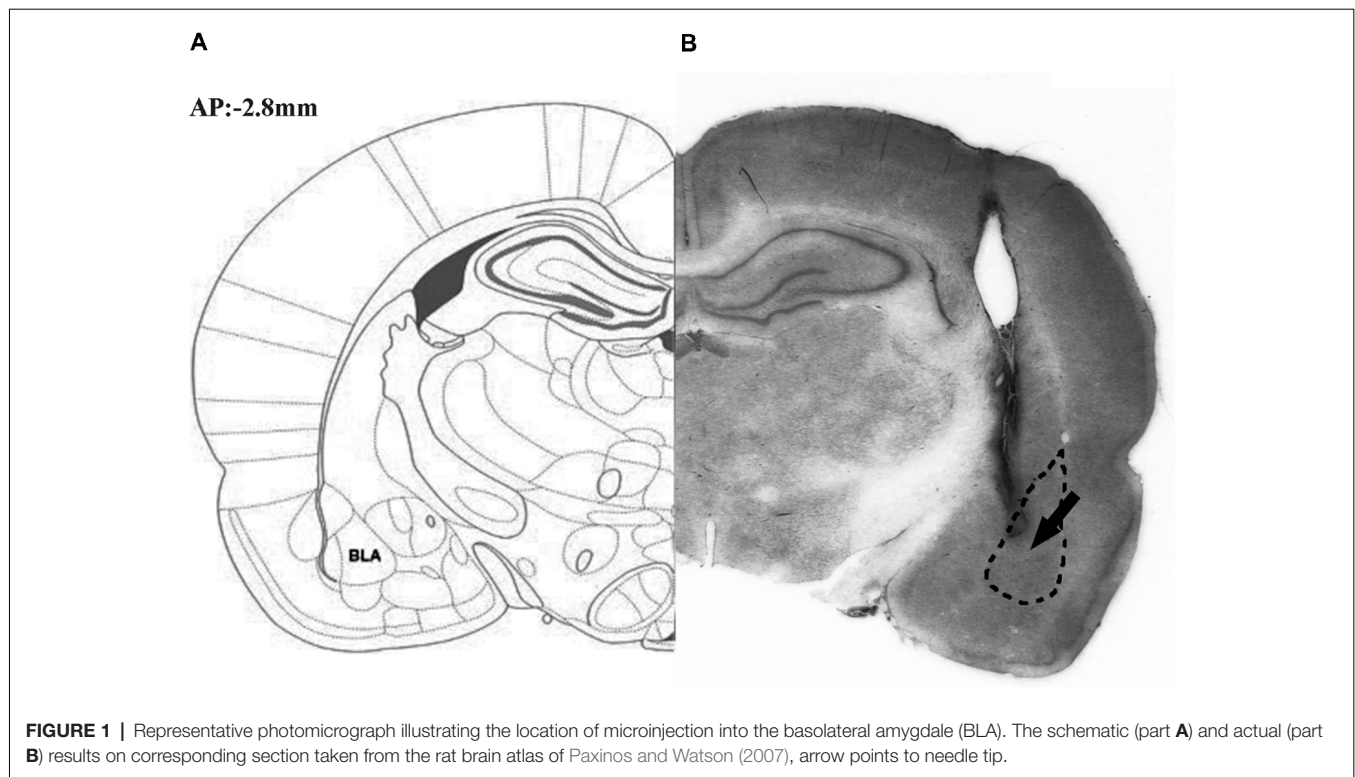 A
B
AP:-2.8mm
BLA
FIGURE 1 | Representative photomicrograph illustrating the location of microinjection into the basolateral amygdale (BLA). The schematic (part A) and actual (part
B) results on corresponding section taken from the rat brain atlas of Paxinos and Watson (2007), arrow points to needle tip.